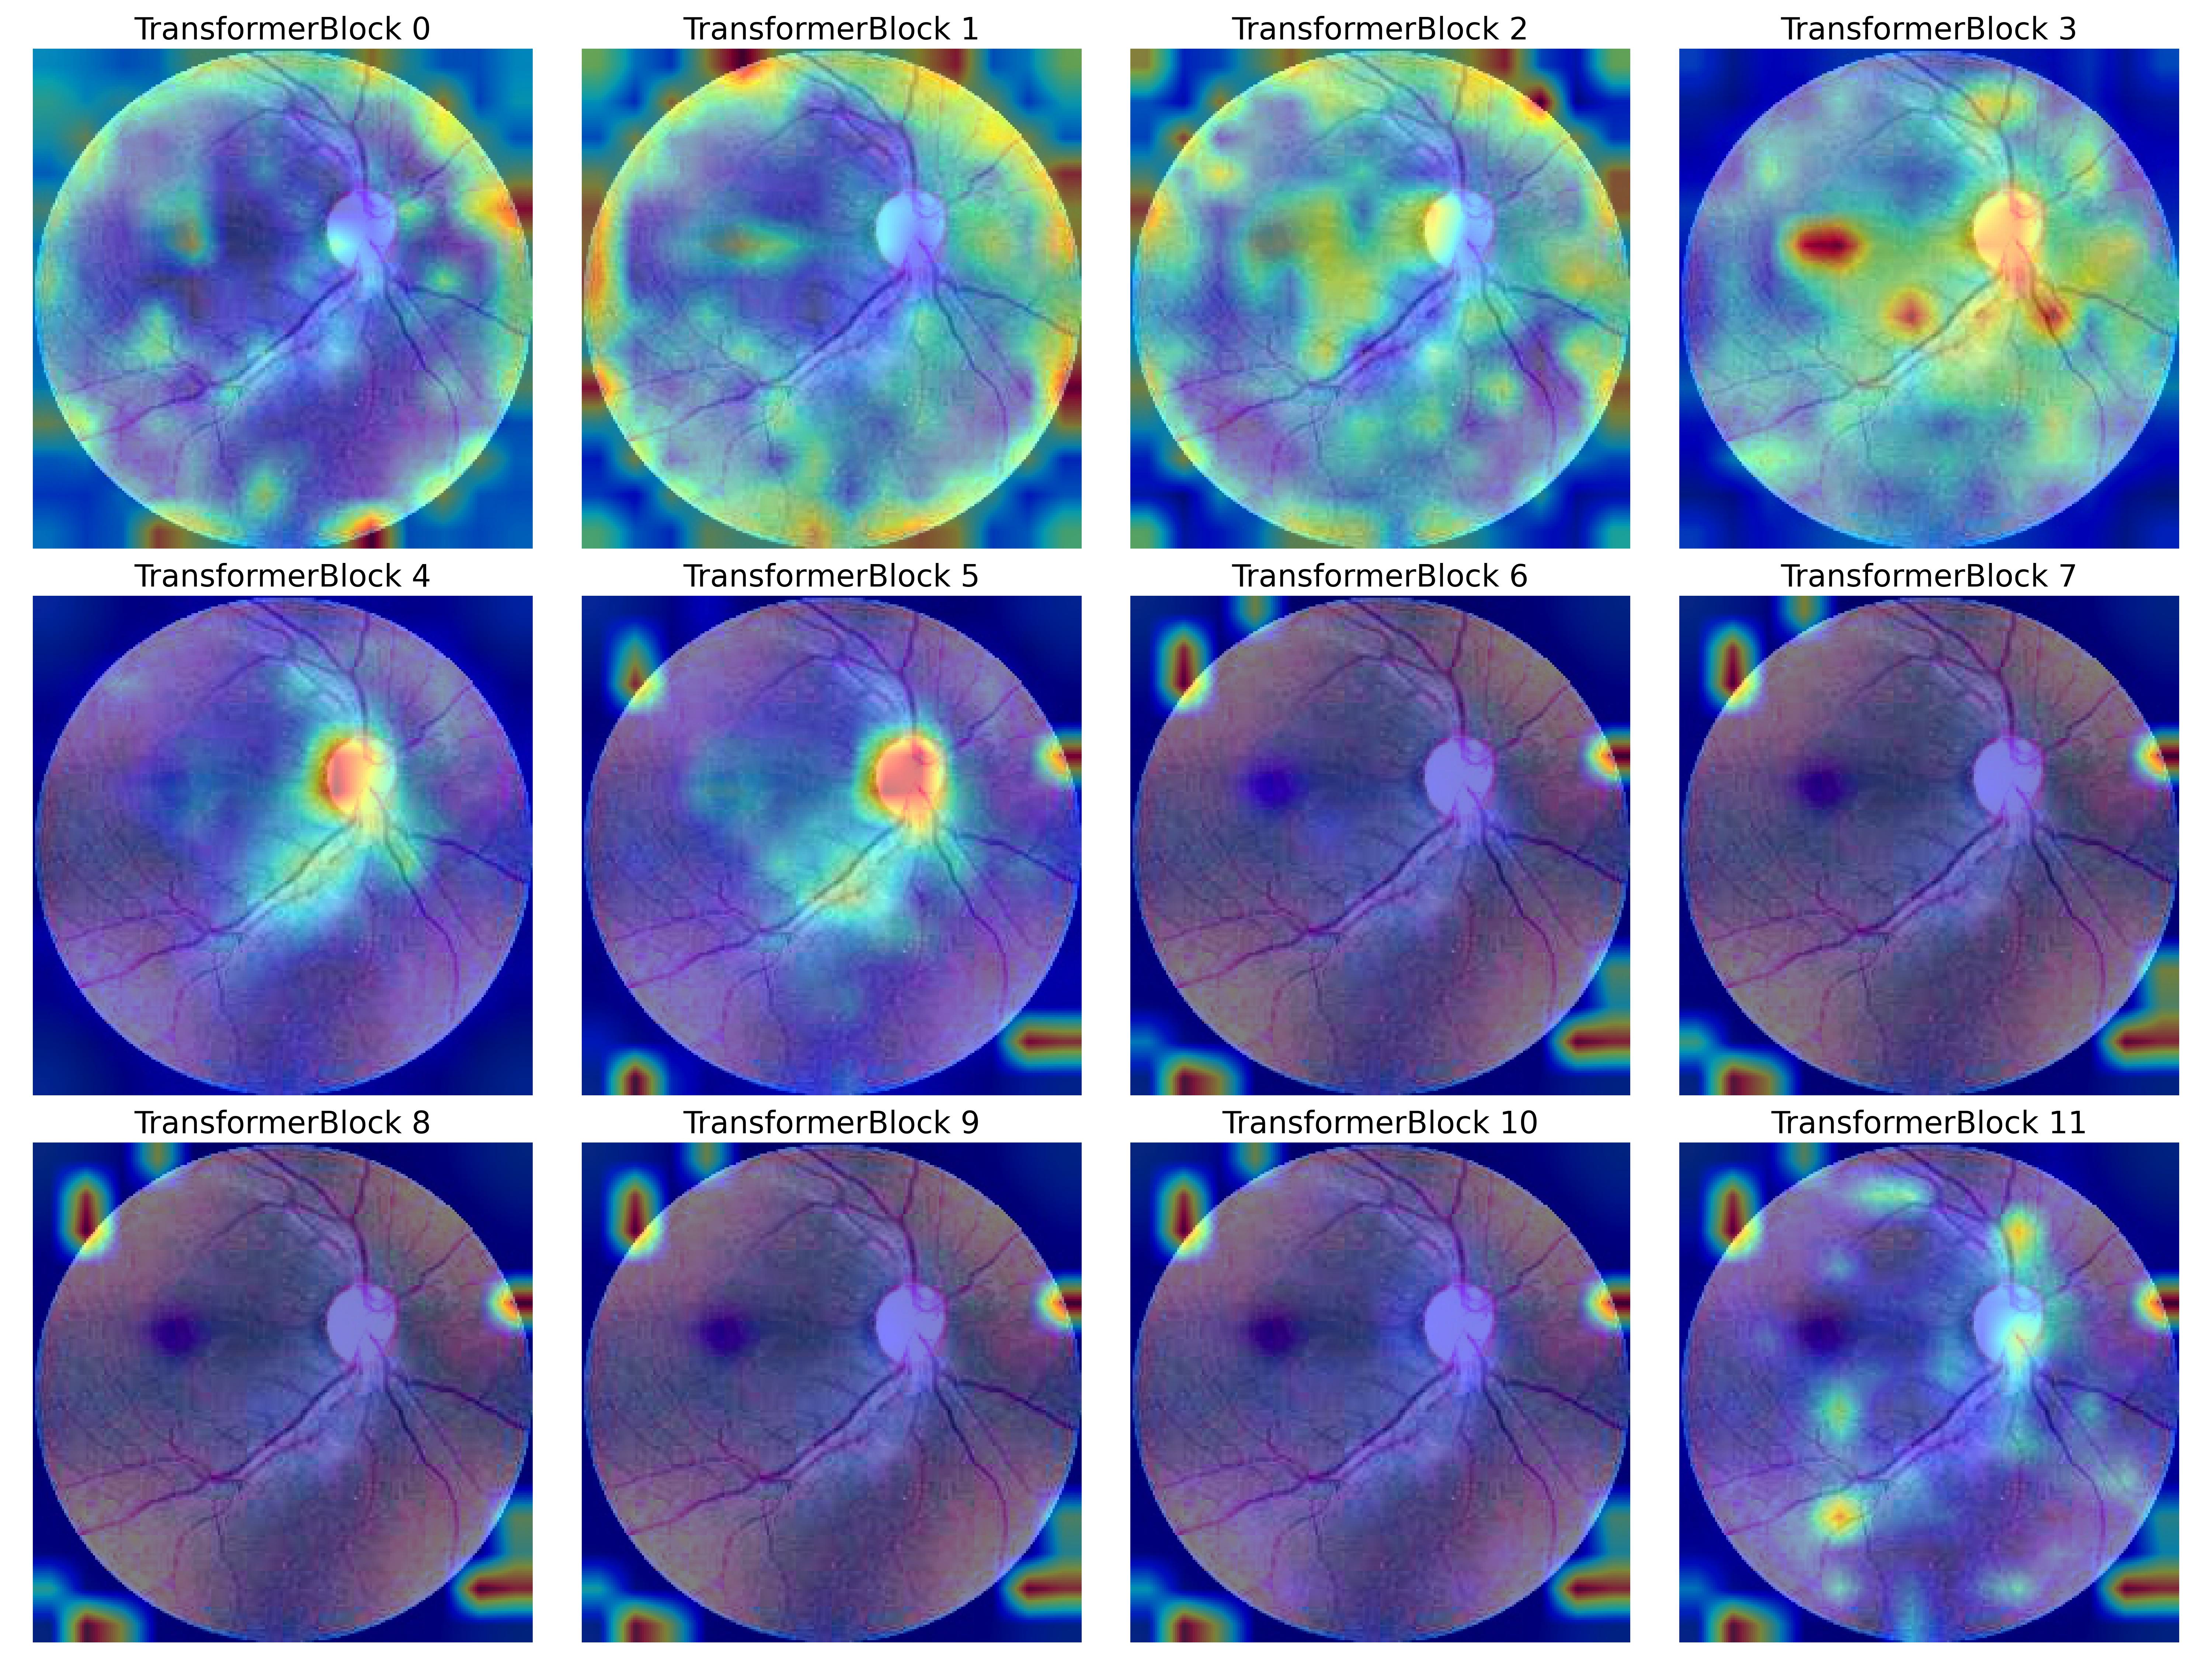 TransformerBlock 0
TransformerBlock 1
TransformerBlock 2
TransformerBlock 3
TransformerBlock 4
TransformerBlock 5
TransformerBlock 6
TransformerBlock 7
TransformerBlock 8
TransformerBlock 9
TransformerBlock 10
TransformerBlock 11